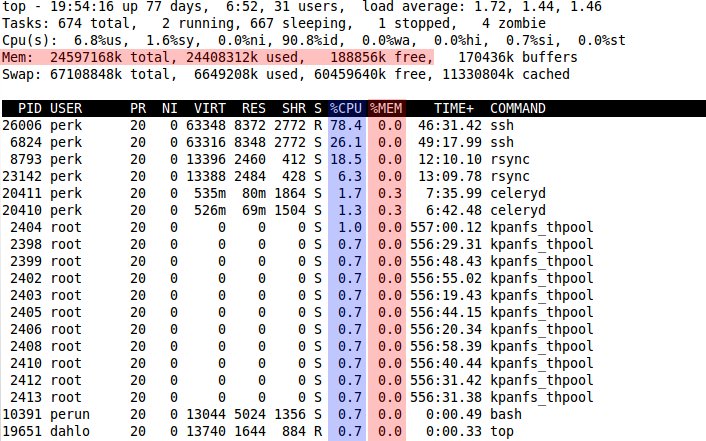 top - 19:54:16 up 77 days,  6:52, 31 users,  load average: 1.72, 1.44, 1.46
Tasks: 674 total,   2 running, 667 sleeping,   1 stopped,   4 zombie
Cpu(s):  6.8%us,  1.6%sy,  0.0%ni, 90.8%id,  0.0%wa,  0.0%hi,  0.7%si,  0.0%st
Mem:  24597168k total, 24408312k used,   188856k free,   170436k buffers
Swap: 67108848k total,  6649208k used, 60459640k free, 11330804k cached
PID USER PR NI VIRT RES SHR S %CPU %MEM TIME+ COMMAND
26006 perk 20 0 63348 8372 2772 R 78.4 0.0 46:31.42 ssh
6824 perk 20 0 63316 8348 2772 S 26.1 0.0 49:17.99 ssh
8793 perk 20 0 13396 2460 412 S 18.5 0.0 12:10.10 rsync
23142 perk 20 0 13388 2484 428 S 6.3 0.0 13:09.78 rsync
20411 perk 20 0 535m 80m 1864 S 1.7 0.3 7:35.99 celeryd
20410 perk 20 0 526m 69m 1504 S 1.3 0.3 6:42.48 celeryd
2404 root 20 0 0 0 0 S 1.0 0.0 557:00.12 kpanfs_thpool
2398 root 20 0 0 0 0 S 0.7 0.0 556:29.31 kpanfs_thpool
2399 root 20 0 0 0 0 S 0.7 0.0 556:48.43 kpanfs_thpool
2402 root 20 0 0 0 0 S 0.7 0.0 556:55.02 kpanfs_thpool
2403 root 20 0 0 0 0 S 0.7 0.0 556:19.43 kpanfs_thpool
2405 root 20 0 0 0 0 S 0.7 0.0 556:44.15 kpanfs_thpool
2406 root 20 0 0 0 0 S 0.7 0.0 556:20.34 kpanfs_thpool
2408 root 20 0 0 0 0 S 0.7 0.0 556:58.39 kpanfs_thpool
2410 root 20 0 0 0 0 S 0.7 0.0 556:40.44 kpanfs_thpool
2412 root 20 0 0 0 0 S 0.7 0.0 556:31.42 kpanfs_thpool
2413 root 20 0 0 0 0 S 0.7 0.0 556:31.38 kpanfs_thpool
10391 perun 20 0 13044 5024 1356 S 0.7 0.0 0:00.49 bash
19651 dahlo 20 0 13740 1644 884 R 0.7 0.0 0:00.33 top